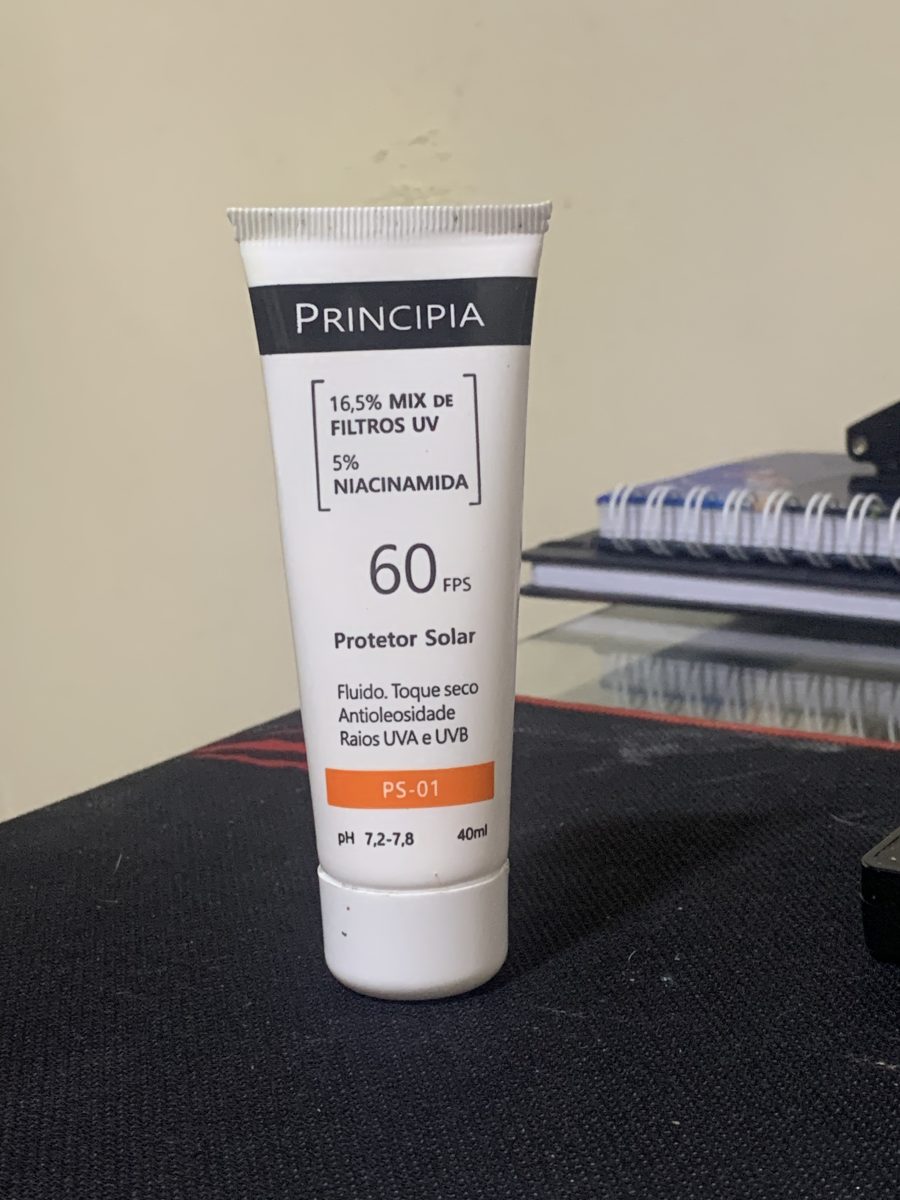 PRINCIPIA
16,5% MIX DE
FILTROS UV
5%
NIACINAMIDA
60 FPS
Protetor Solar
Fluido. Toque seco
Antioleosidade
Raios UVA e UVB
PS-01
pH 7,2-7,8 40ml